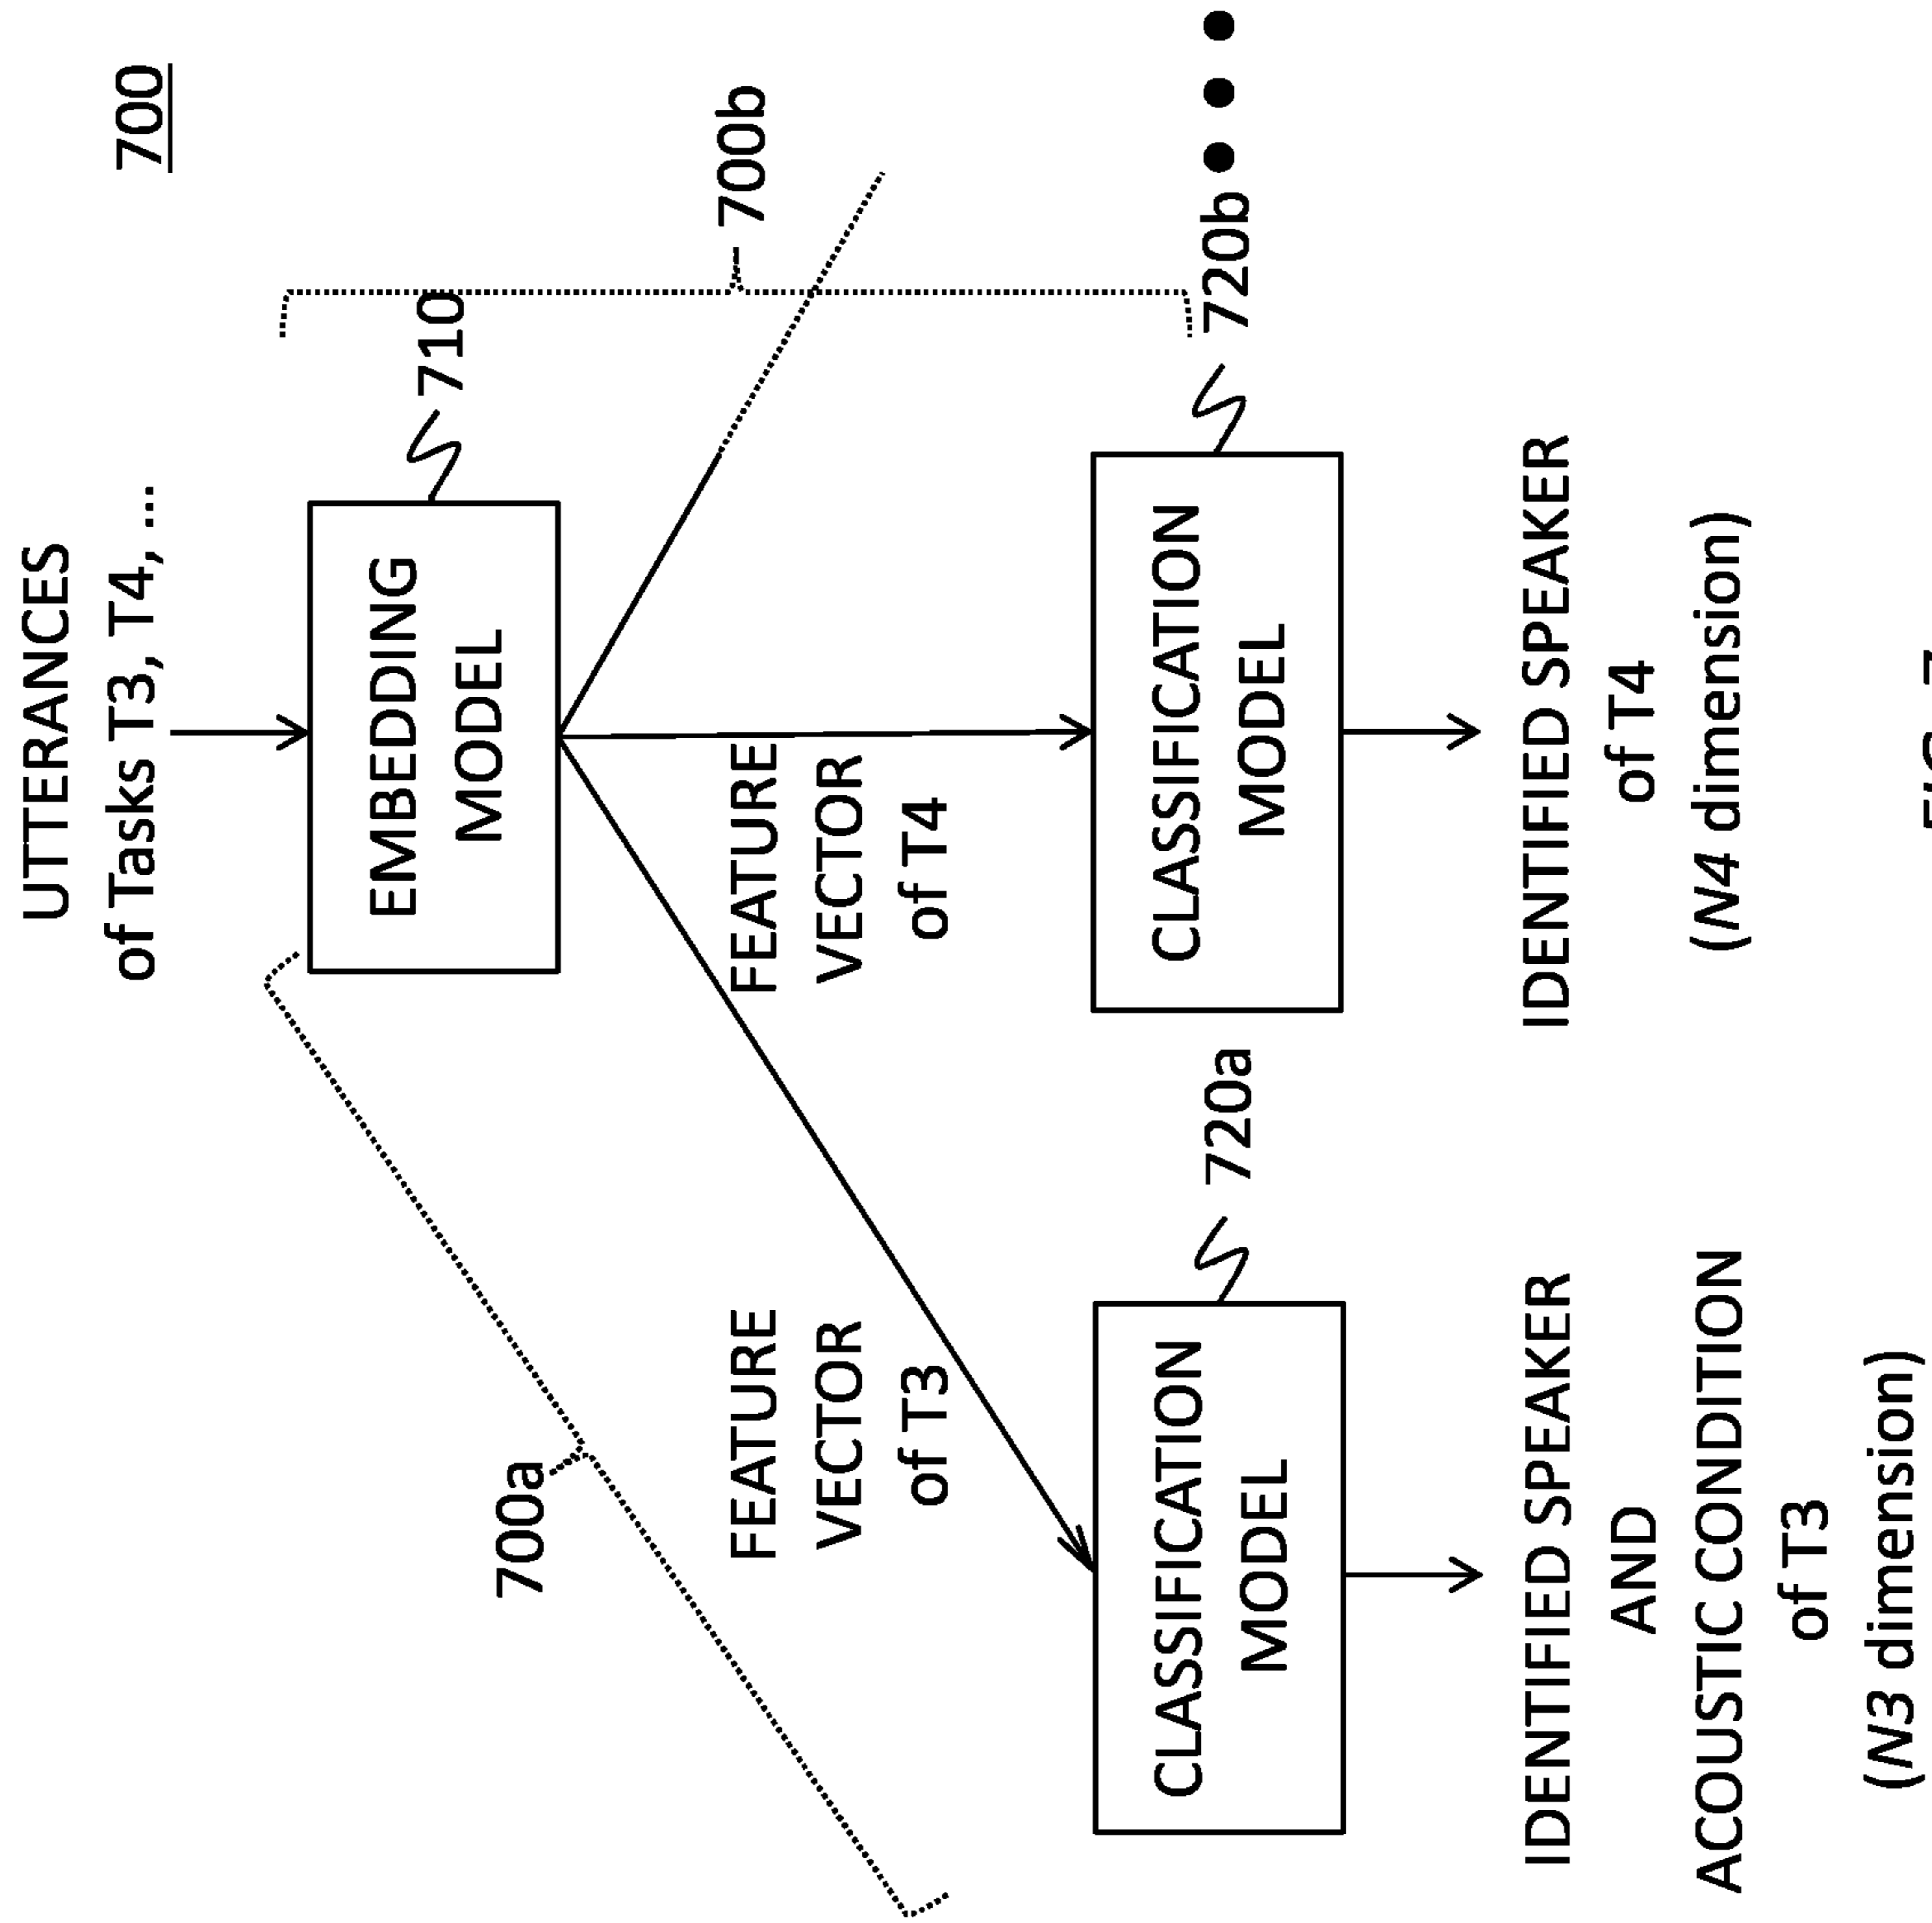 700
UTTERANCES
of Tasks T3, T4, ...
710
EMBEDDING
MODEL
700a
700b
FEATURE
VECTOR
of T3
FEATURE
VECTOR
of T4
720a
720b
CLASSIFICATION
MODEL
CLASSIFICATION
MODEL
IDENTIFIED SPEAKER
AND
ACOUSTIC CONDITION
of T3
(N3 dimension)
IDENTIFIED SPEAKER
of T4
(N4 dimension)